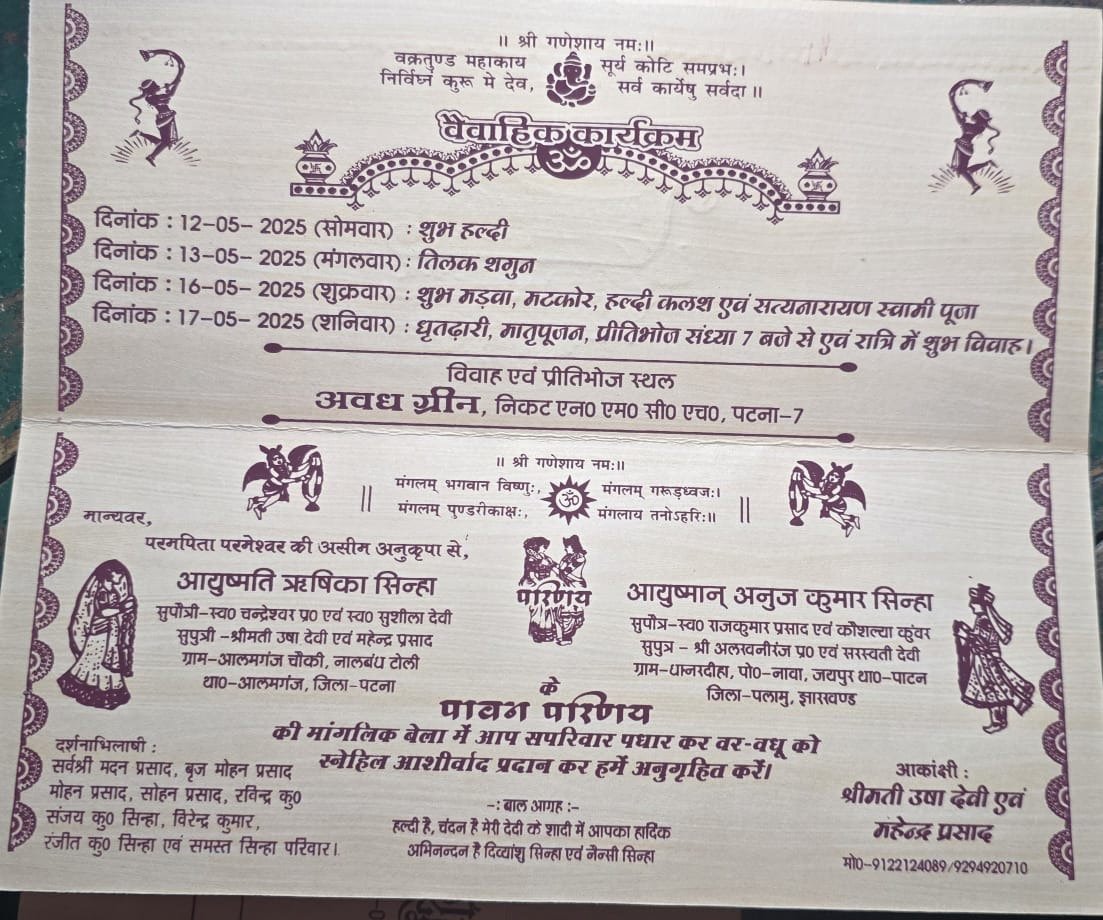 ॥ श्री गणेशाय नमः॥
वक्रतुण्ड महाकाय सूर्य कोटि समप्रभः।
निर्विघ्नं कुरू मे देव, सर्व कार्येषु सर्वदा॥
वैवाहिक कार्यक्रम
ॐ
दिनांक : 12-05- 2025 (सोमवार) : शुभ हल्दी
दिनांक : 13-05- 2025 (मंगलवार) : तिलक शगुन
दिनांक : 16-05- 2025 (शुक्रवार) : शुभ मड़वा, मटकोर, हल्दी कलश एवं सत्यनारायण स्वामी पूजा
दिनांक : 17-05- 2025 (शनिवार) : धृतढ़ारी, मातृपूजन, प्रीतिभोज संध्या 7 बजे से एवं रात्रि में शुभ विवाह।
विवाह एवं प्रीतिभोज स्थल
अवध ग्रीन, निकट एन0 एम0 सी0 एच0, पटना-7
॥ श्री गणेशाय नमः॥
॥ मंगलम् भगवान विष्णुः, ॐ मंगलम् गरूड़ध्वजः। ॥
मंगलम् पुण्डरीकाक्षः, मंगलाय तनोऽहरिः॥
मान्यवर,
परमपिता परमेश्वर की असीम अनुकृपा से,
आयुष्मति ऋषिका सिन्हा
सुपौत्री-स्व0 चन्द्रेश्वर प्र0 एवं स्व0 सुशीला देवी
सुपुत्री -श्रीमती उषा देवी एवं महेन्द्र प्रसाद
ग्राम-आलमगंज चौकी, नालबंध टोली
था0-आलमगंज, जिला-पटना
परिणय
आयुष्मान् अनुज कुमार सिन्हा
सुपौत्र-स्व0 राजकुमार प्रसाद एवं कौशल्या कुंवर
सुपुत्र - श्री अलखनीरंज प्र0 एवं सरस्वती देवी
ग्राम-धानरदीहा, पो0-नावा, जयपुर था0-पाटन
जिला-पलामु, झारखण्ड
के
पावन परिणय
की मांगलिक बेला में आप सपरिवार पधार कर वर-वधू को
स्नेहिल आशीर्वाद प्रदान कर हमें अनुगृहित करें।
दर्शनाभिलाषी :
सर्वश्री मदन प्रसाद, बृज मोहन प्रसाद
मोहन प्रसाद, सोहन प्रसाद, रविन्द्र कु0
संजय कु0 सिन्हा, विरेन्द्र कुमार,
रंजीत कु0 सिन्हा एवं समस्त सिन्हा परिवार।
-: बाल आगह :-
हल्दी है, चंदन है मेरी देदी के शादी में आपका हार्दिक
अभिनन्दन है दिव्यांशु सिन्हा एवं नैन्सी सिन्हा
आकांक्षी :
श्रीमती उषा देवी एवं
महेन्द्र प्रसाद
मो0-9122124089/9294920710